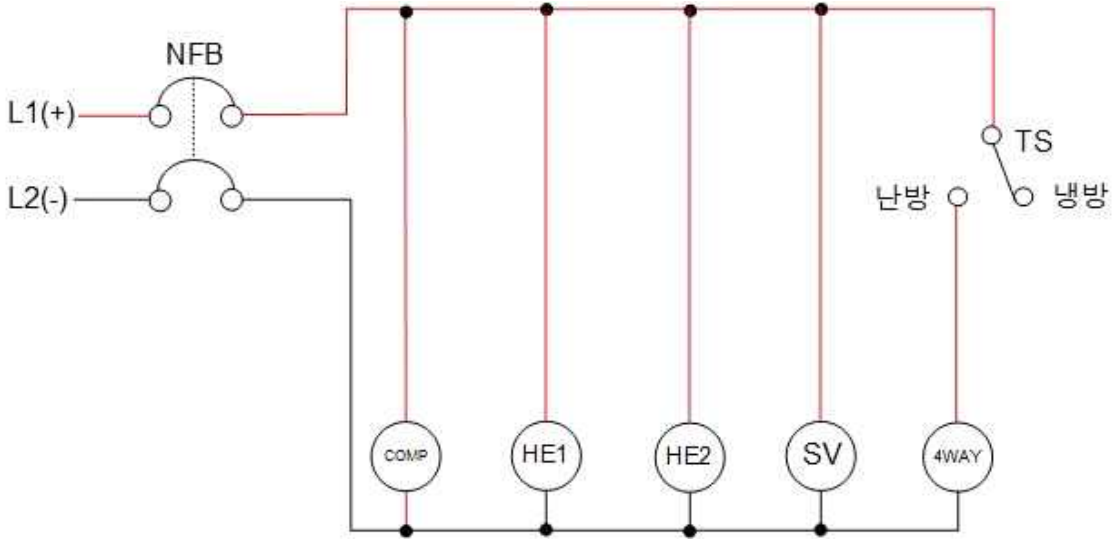 NFB
L1(+)
TS
L2(-)
난방
냉방
COMP
HE1
HE2
SV
4WAY